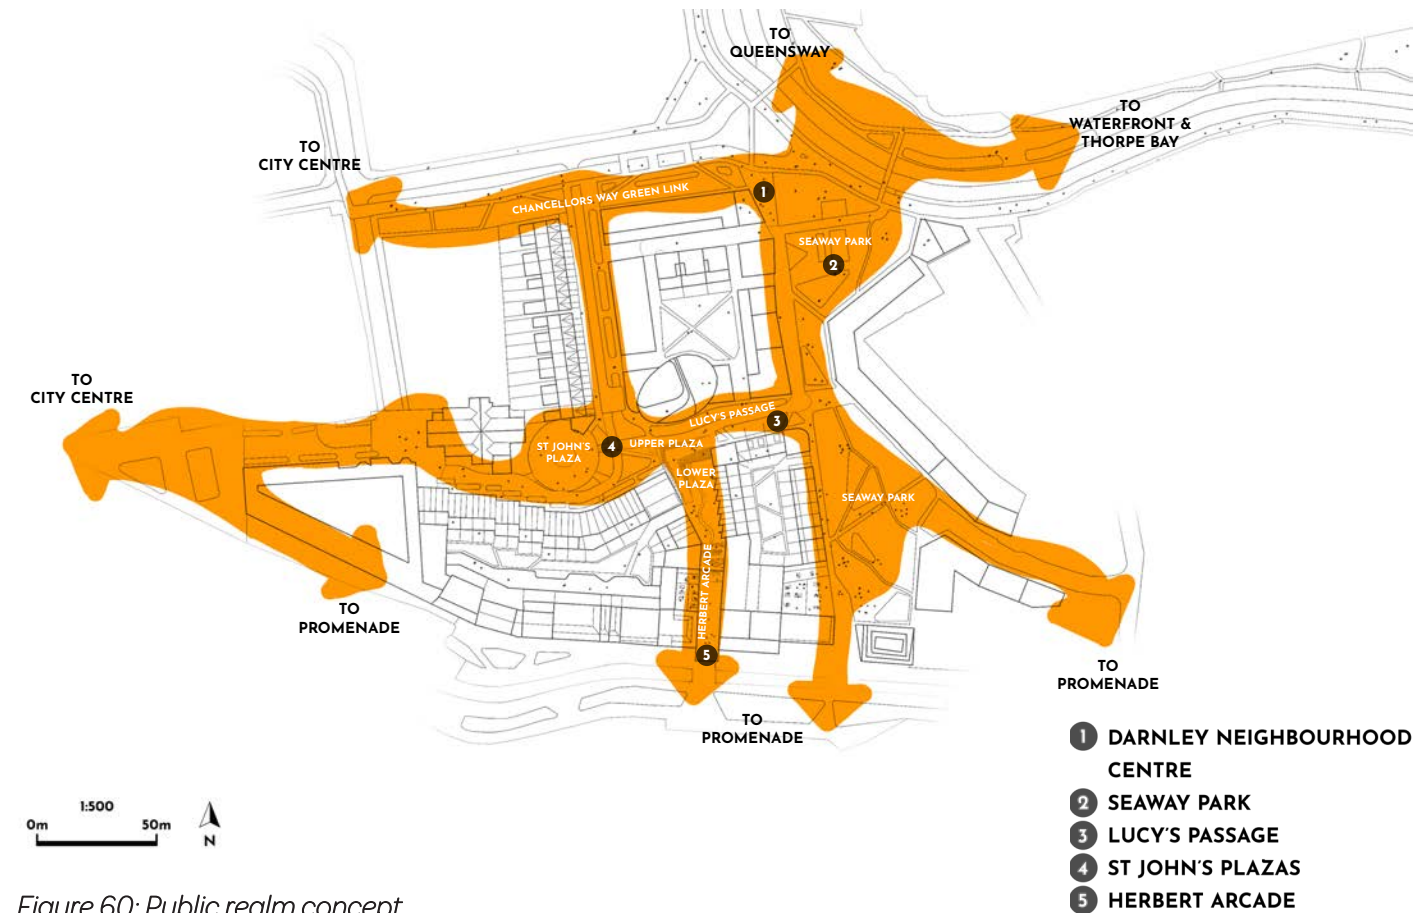 TO
QUEENSWAY
TO
WATERFRONT &
THORPE BAY
TO
CITY CENTRE
CHANCELLORS WAY GREEN LINK
1
SEAWAY PARK
2
TO
CITY CENTRE
LUCY'S PASSAGE
3
ST JOHN'S
PLAZA
4
UPPER PLAZA
LOWER
PLAZA
SEAWAY PARK
HERBERT ARCADE
5
TO
PROMENADE
TO
PROMENADE
TO
PROMENADE
1 DARNLEY NEIGHBOURHOOD
CENTRE
2 SEAWAY PARK
3 LUCY'S PASSAGE
4 ST JOHN'S PLAZAS
5 HERBERT ARCADE
1:500
0m 50m
N
Figure 60: Public realm concept